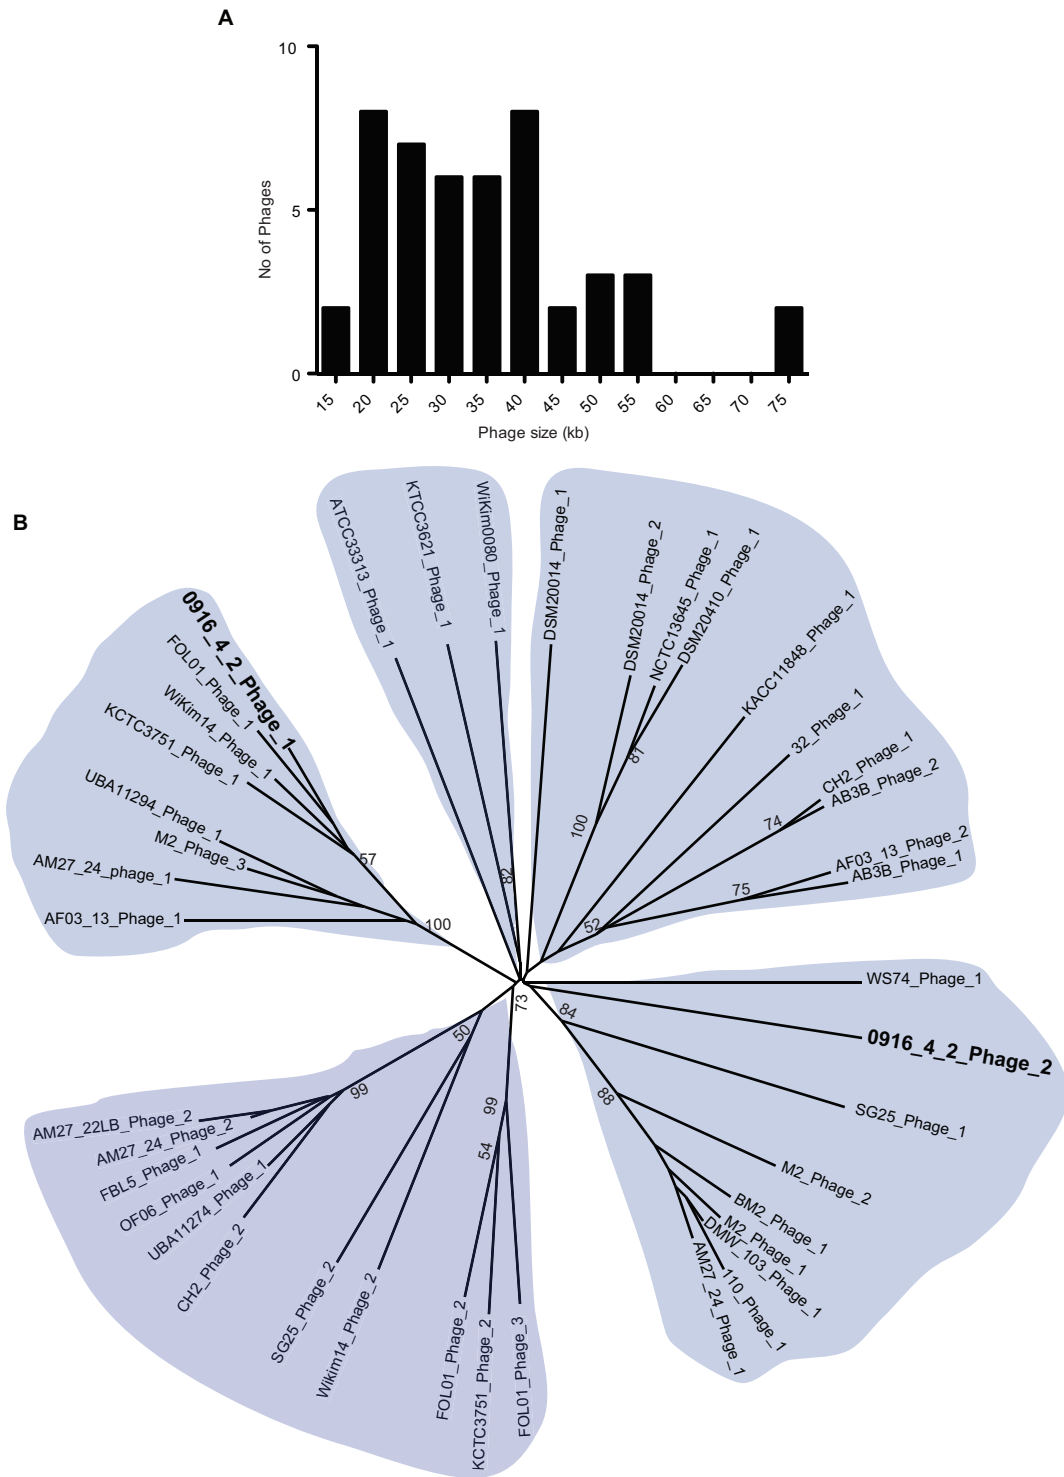 A
10
5
0
No of Phages
15
20
25
30
35
40
45
50
55
60
65
70
75
Phage size (kb)
B
ATCC33313_Phage_1
KTCC3621_Phage_1
WiKim0080_Phage_1
82
DSM20014_Phage_1
DSM20014_Phage_2
NCTC13645_Phage_1
DSM20410_Phage_1
81
100
KACC11848_Phage_1
32_Phage_1
CH2_Phage_1
AB3B_Phage_2
74
AF03_13_Phage_2
AB3B_Phage_1
75
52
0916_4_2_Phage_1
FOL01_Phage_1
WiKim14_Phage_1
KCTC3751_Phage_1
57
UBA11294_Phage_1
M2_Phage_3
AM27_24_phage_1
AF03_13_Phage_1
100
WS74_Phage_1
0916_4_2_Phage_2
SG25_Phage_1
84
73
88
M2_Phage_2
BM2_Phage_1
M2_Phage_1
DMW_103_Phage_1
110_Phage_1
AM27_24_Phage_1
50
99
AM27_22LB_Phage_2
AM27_24_Phage_2
FBL5_Phage_1
OF06_Phage_1
UBA11274_Phage_1
CH2_Phage_2
SG25_Phage_2
Wikim14_Phage_2
99
54
FOL01_Phage_2
KCTC3751_Phage_2
FOL01_Phage_3